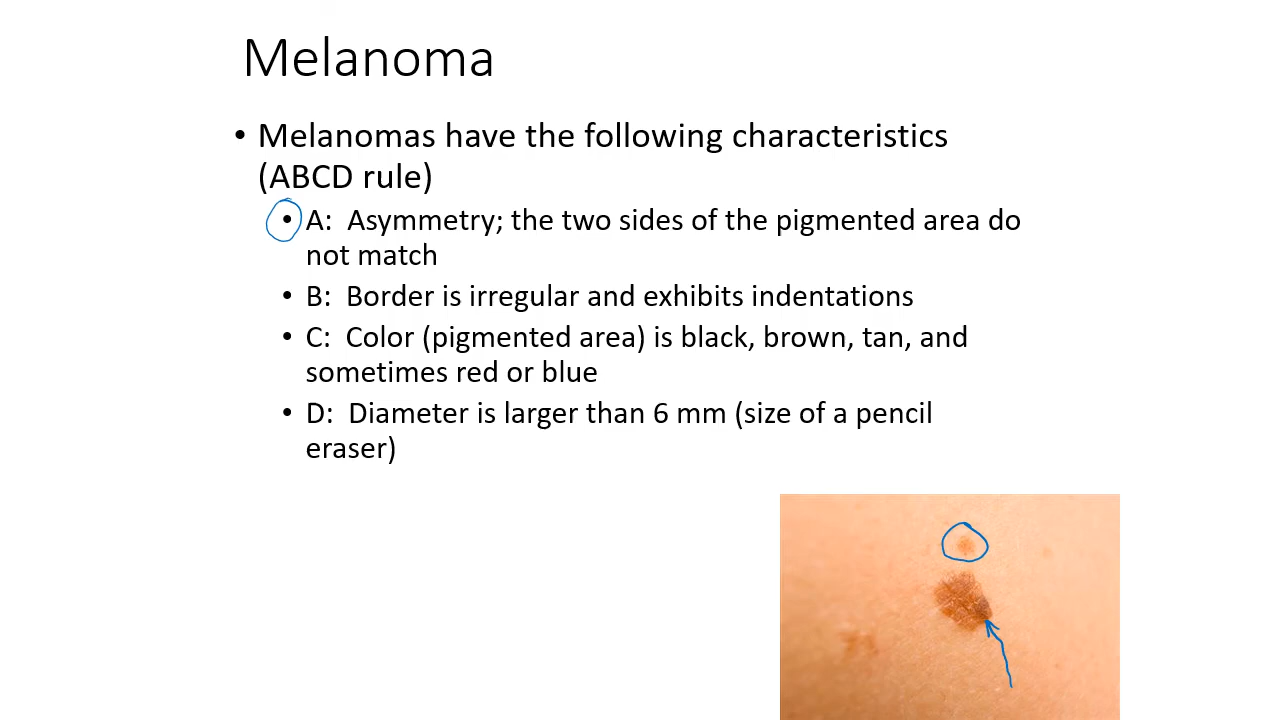 Melanoma
• Melanomas have the following characteristics
(ABCD rule)
• A: Asymmetry; the two sides of the pigmented area do
not match
• B: Border is irregular and exhibits indentations
• C: Color (pigmented area) is black, brown, tan, and
sometimes red or blue
• D: Diameter is larger than 6 mm (size of a pencil
eraser)